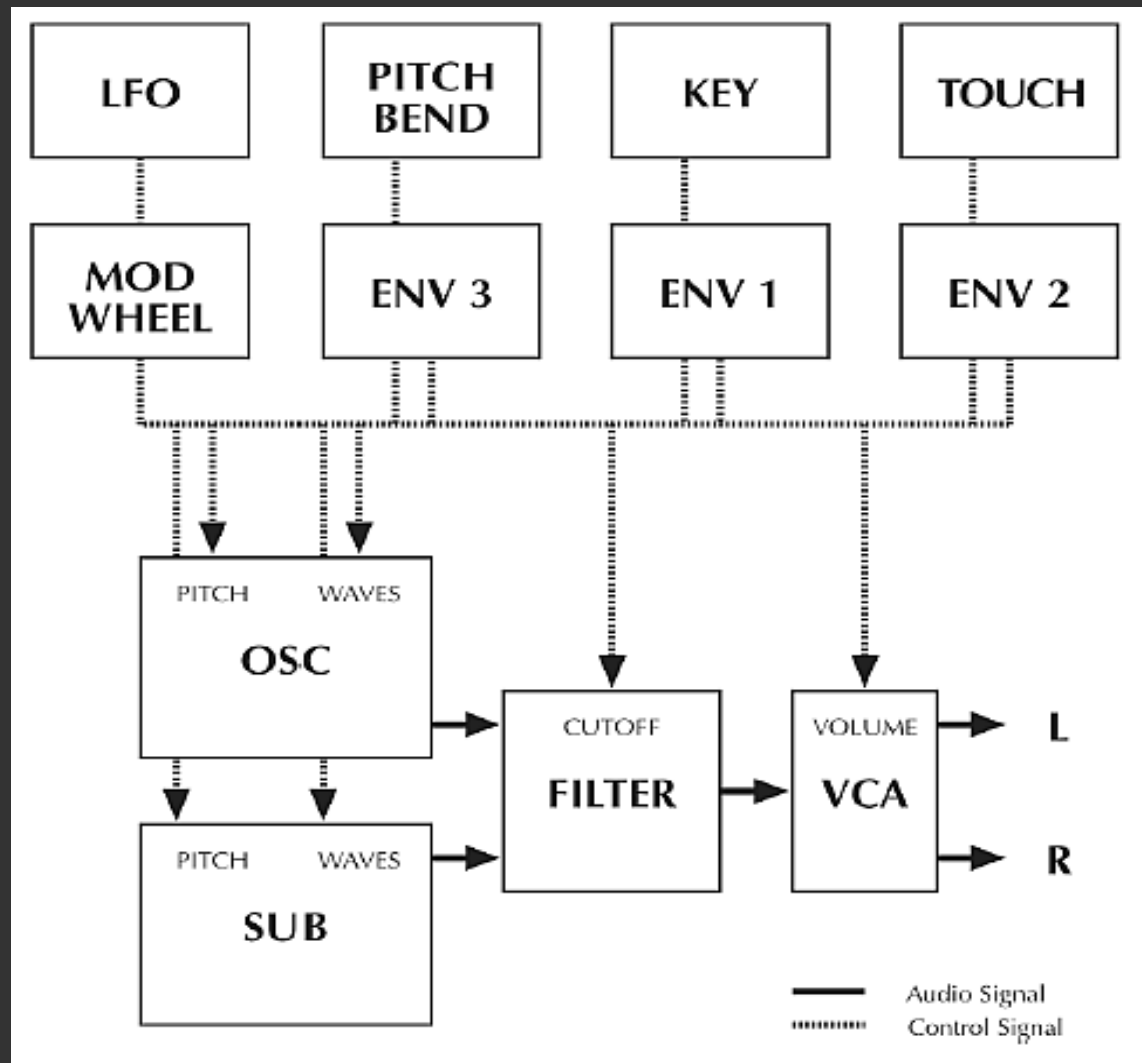 LFO
PITCH
BEND
KEY
TOUCH
MOD
WHEEL
ENV 3
ENV 1
ENV 2
PITCH
WAVES
OSC
CUTOFF
FILTER
VOLUME
VCA
L
R
PITCH
WAVES
SUB
Audio Signal
Control Signal